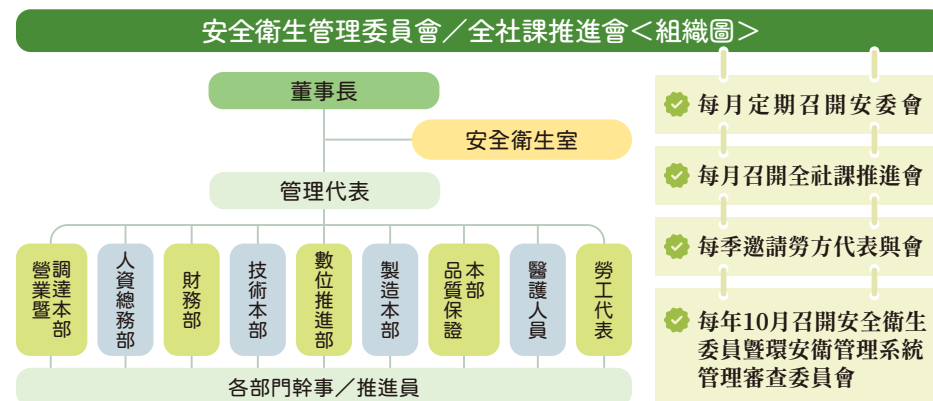 安全衛生管理委員會／全社課推進會＜組織圖＞
董事長
安全衛生室
管理代表
營業暨
調達本部
人資總務部
財務部
技術本部
數位推進部
製造本部
品質保證
本部
醫護人員
勞工代表
各部門幹事／推進員
每月定期召開安委會
每月召開全社課推進會
每季邀請勞方代表與會
每年10月召開安全衛生
委員暨環安衛管理系統
管理審查委員會